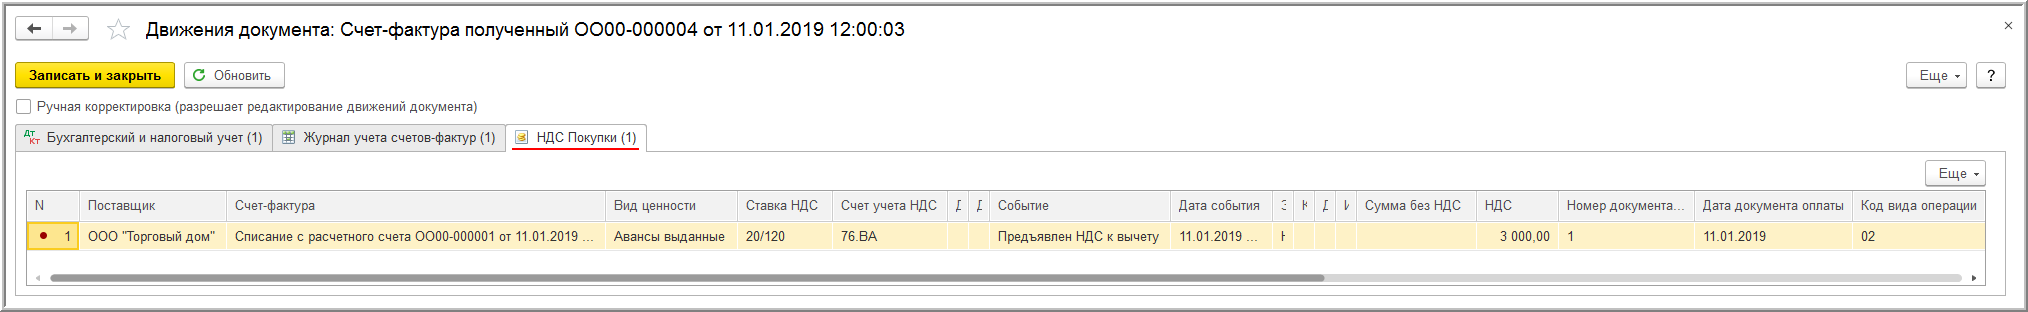 Движения документа: Счет-фактура полученный ОО00-000004 от 11.01.2019 12:00:03
Записать и закрыть Обновить Еще ?
Ручная корректировка (разрешает редактирование движений документа)
Дт Кт Бухгалтерский и налоговый учет (1) Журнал учета счетов-фактур (1) НДС Покупки (1)
Еще
N Поставщик Счет-фактура Вид ценности Ставка НДС Счет учета НДС Д Д Событие Дата события З К Д И Сумма без НДС НДС Номер документа... Дата документа оплаты Код вида операции
1 ООО "Торговый дом" Списание с расчетного счета ОО00-000001 от 11.01.2019 ... Авансы выданные 20/120 76.ВА Предъявлен НДС к вычету 11.01.2019 ... 3 000,00 1 11.01.2019 02